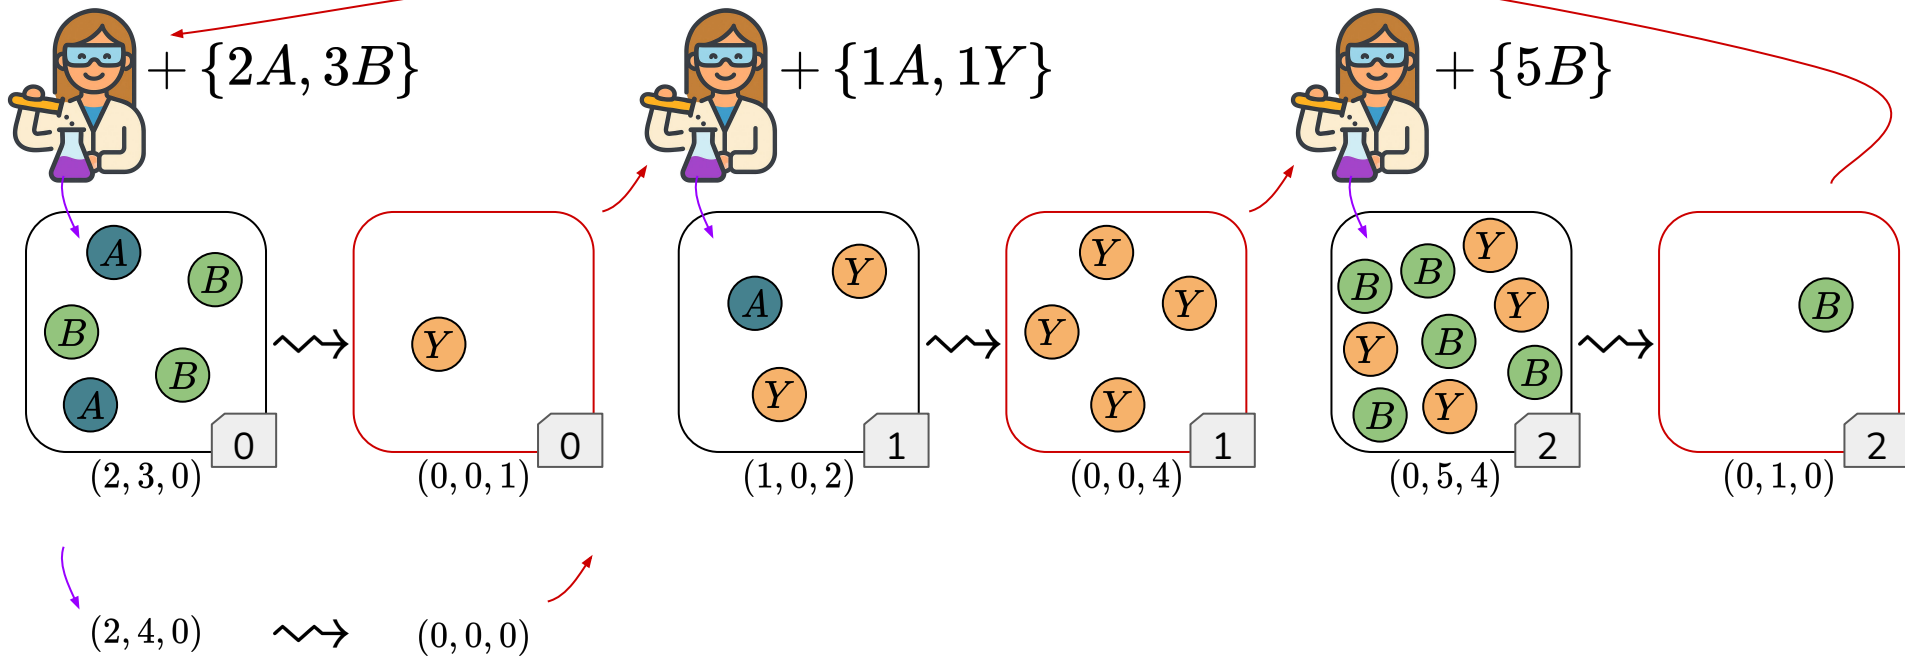 + {2A, 3B}
+ {1A, 1Y}
+ {5B}
A
B
B
B
A
0
Y
0
A
Y
Y
1
Y
Y
Y
Y
1
Y
B
B
Y
Y
B
B
B
Y
2
B
2
(2, 3, 0)
(0, 0, 1)
(1, 0, 2)
(0, 0, 4)
(0, 5, 4)
(0, 1, 0)
(2, 4, 0)
(0, 0, 0)